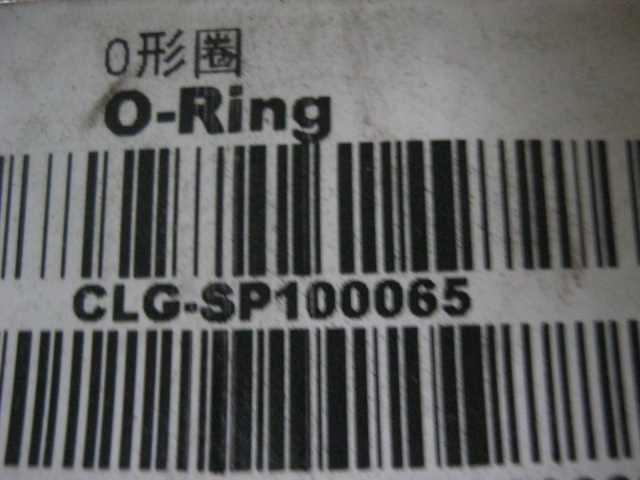 O形圈
O-Ring
CLG-SP100065